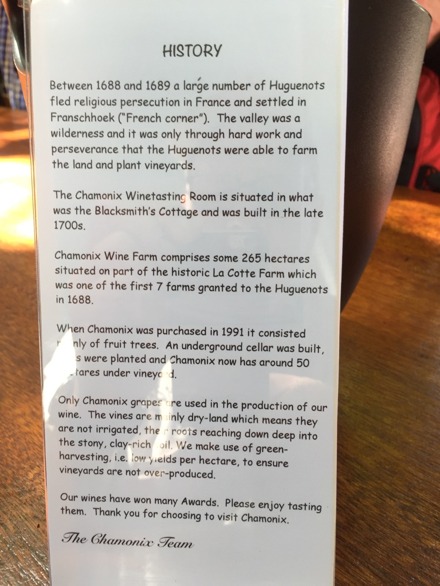 HISTORY
Between 1688 and 1689 a large number of Huguenots
fled religious persecution in France and settled in
Franschhoek ("French corner"). The valley was a
wilderness and it was only through hard work and
perseverance that the Huguenots were able to farm
the land and plant vineyards.
The Chamonix Winetasting Room is situated in what
was the Blacksmith's Cottage and was built in the late
1700s.
Chamonix Wine Farm comprises some 265 hectares
situated on part of the historic La Cotte Farm which
was one of the first 7 farms granted to the Huguenots
in 1688.
When Chamonix was purchased in 1991 it consisted
of fruit trees. An underground cellar was built,
were planted and Chamonix now has around 50
under vineyard.
Only Chamonix grapes are used in the production of our
wine. The vines are mainly dry-land which means they
are not irrigated, their roots reaching down deep into
the stony, clay-rich soil. We make use of green-
harvesting, i.e. low yields per hectare, to ensure
vineyards are not over-produced.
Our wines have won many Awards. Please enjoy tasting
them. Thank you for choosing to visit Chamonix.
The Chamonix Team